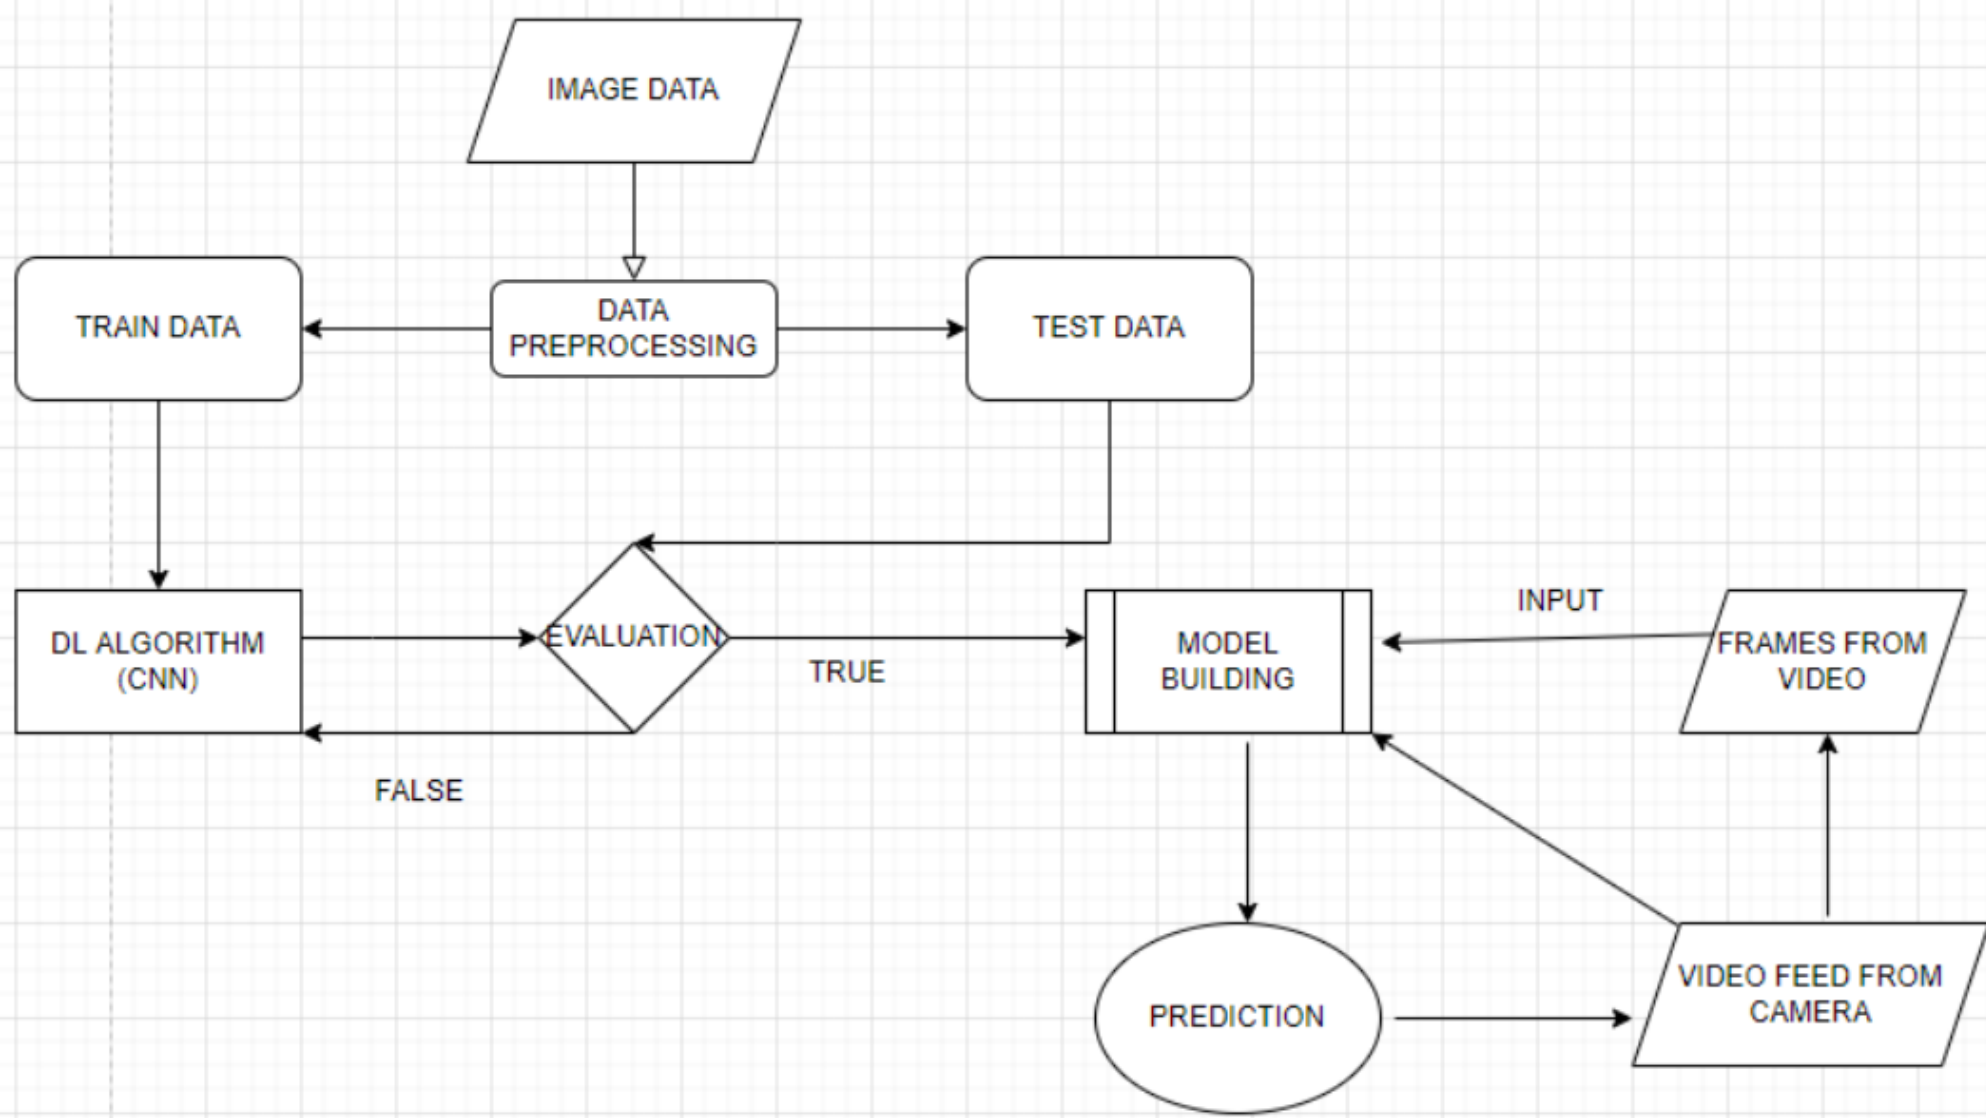 IMAGE DATA
TRAIN DATA
DATA
PREPROCESSING
TEST DATA
DL ALGORITHM
(CNN)
EVALUATION
TRUE
FALSE
MODEL
BUILDING
INPUT
FRAMES FROM
VIDEO
PREDICTION
VIDEO FEED FROM
CAMERA